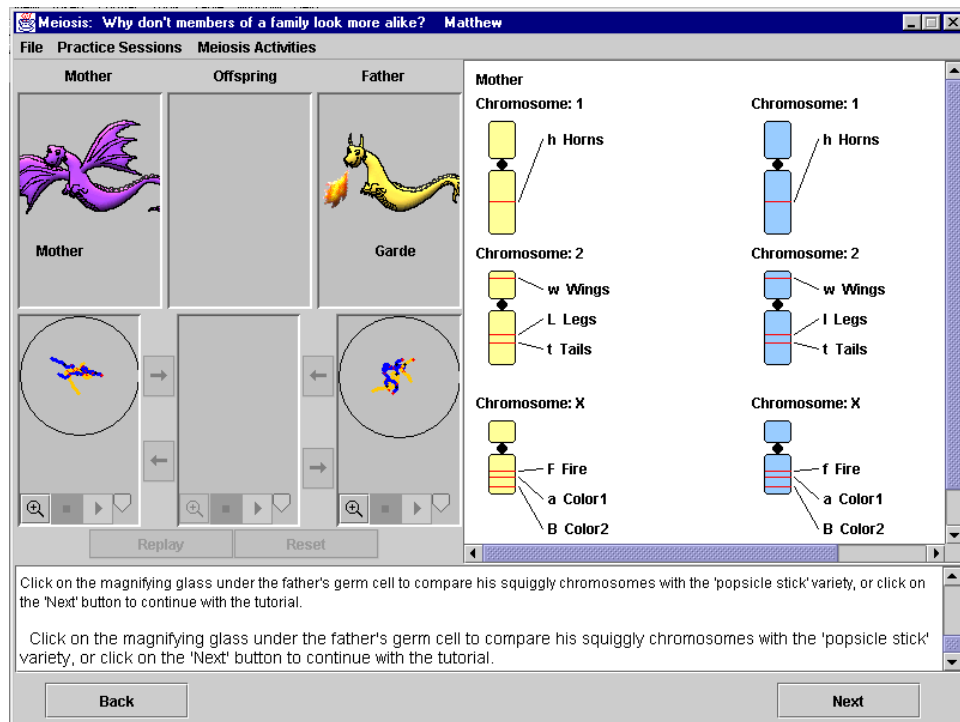 Meiosis: Why don't members of a family look more alike? Matthew
File Practice Sessions Meiosis Activities
Mother Offspring Father
Mother
Garde
Replay Reset
Mother
Chromosome: 1 Chromosome: 1
h Horns h Horns
Chromosome: 2 Chromosome: 2
w Wings w Wings
L Legs l Legs
t Tails t Tails
Chromosome: X Chromosome: X
F Fire f Fire
a Color1 a Color1
B Color2 B Color2
Click on the magnifying glass under the father's germ cell to compare his squiggly chromosomes with the 'popsicle stick' variety, or click on
the 'Next' button to continue with the tutorial.
Click on the magnifying glass under the father's germ cell to compare his squiggly chromosomes with the 'popsicle stick'
variety, or click on the 'Next' button to continue with the tutorial.
Back Next